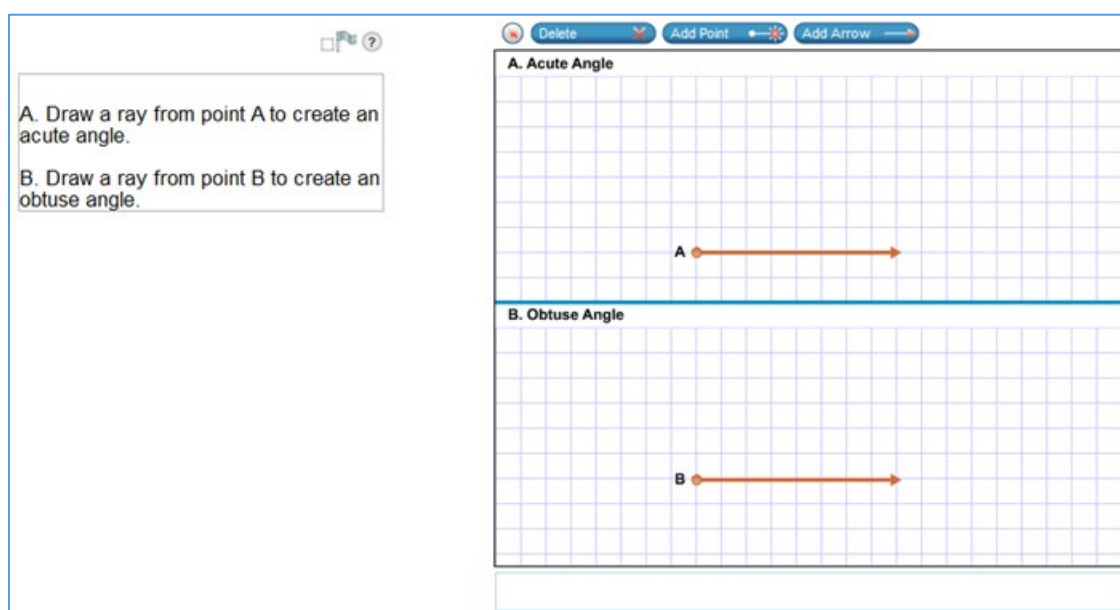 ?
Delete
Add Point
Add Arrow
A. Draw a ray from point A to create an
acute angle.
B. Draw a ray from point B to create an
obtuse angle.
A. Acute Angle
A
B. Obtuse Angle
B